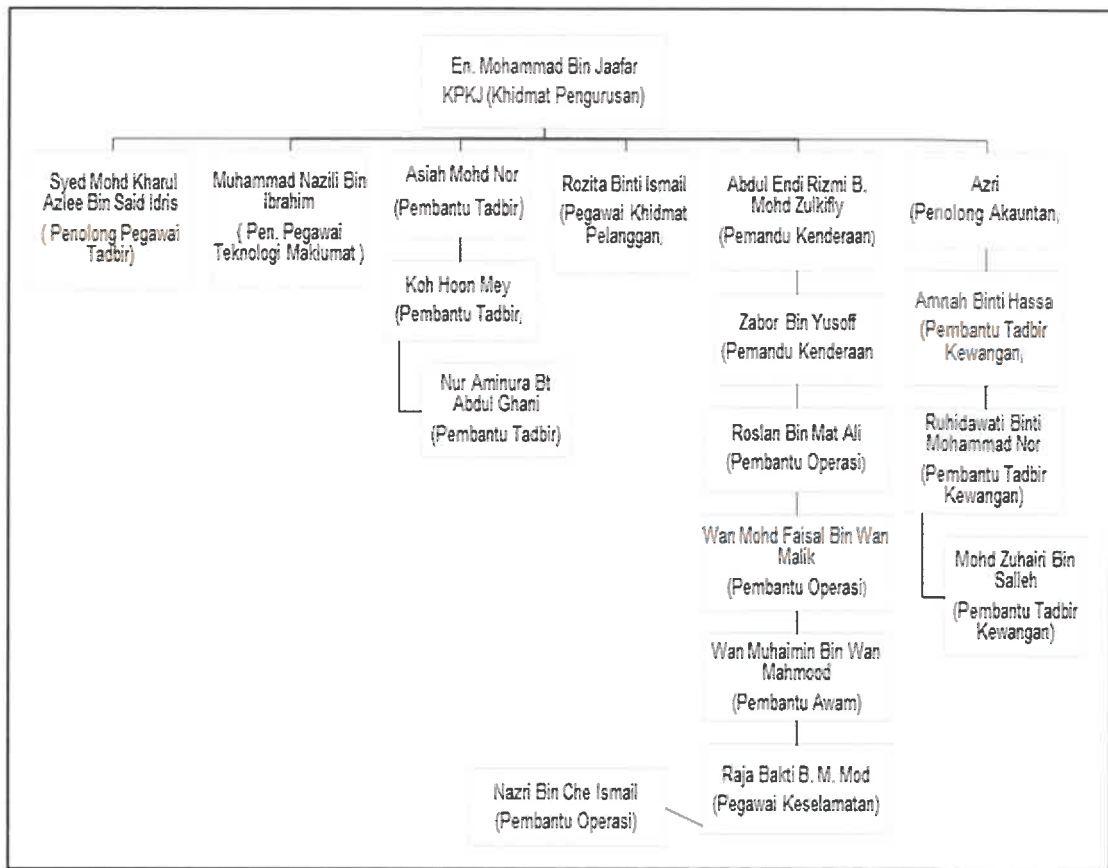 En. Mohammad Bin Jaafar
KPKJ (Khidmat Pengurusan)
Syed Mohd Kharul
Azlee Bin Said Idris
( Penolong Pegawai
Tadbir)
Muhammad Nazili Bin
Ibrahim
( Pen. Pegawai
Teknologi Maklumat )
Asiah Mohd Nor
(Pembantu Tadbir)
Koh Hoon Mey
(Pembantu Tadbir)
Nur Aminura Bt
Abdul Ghani
(Pembantu Tadbir)
Rozita Binti Ismail
(Pegawai Khidmat
Pelanggan)
Abdul Endi Rizmi B.
Mohd Zulkifly
(Pemandu Kenderaan)
Zabor Bin Yusoff
(Pemandu Kenderaan
Roslan Bin Mat Ali
(Pembantu Operasi)
Wan Mohd Faisal Bin Wan
Malik
(Pembantu Operasi)
Wan Muhaimin Bin Wan
Mahmood
(Pembantu Awam)
Raja Bakti B. M. Mod
(Pegawai Keselamatan)
Nazri Bin Che Ismail
(Pembantu Operasi)
Azri
(Penolong Akauntan)
Amnah Binti Hassa
(Pembantu Tadbir
Kewangan)
Ruhidawati Binti
Mohammad Nor
(Pembantu Tadbir
Kewangan)
Mohd Zuhairi Bin
Salleh
(Pembantu Tadbir
Kewangan)